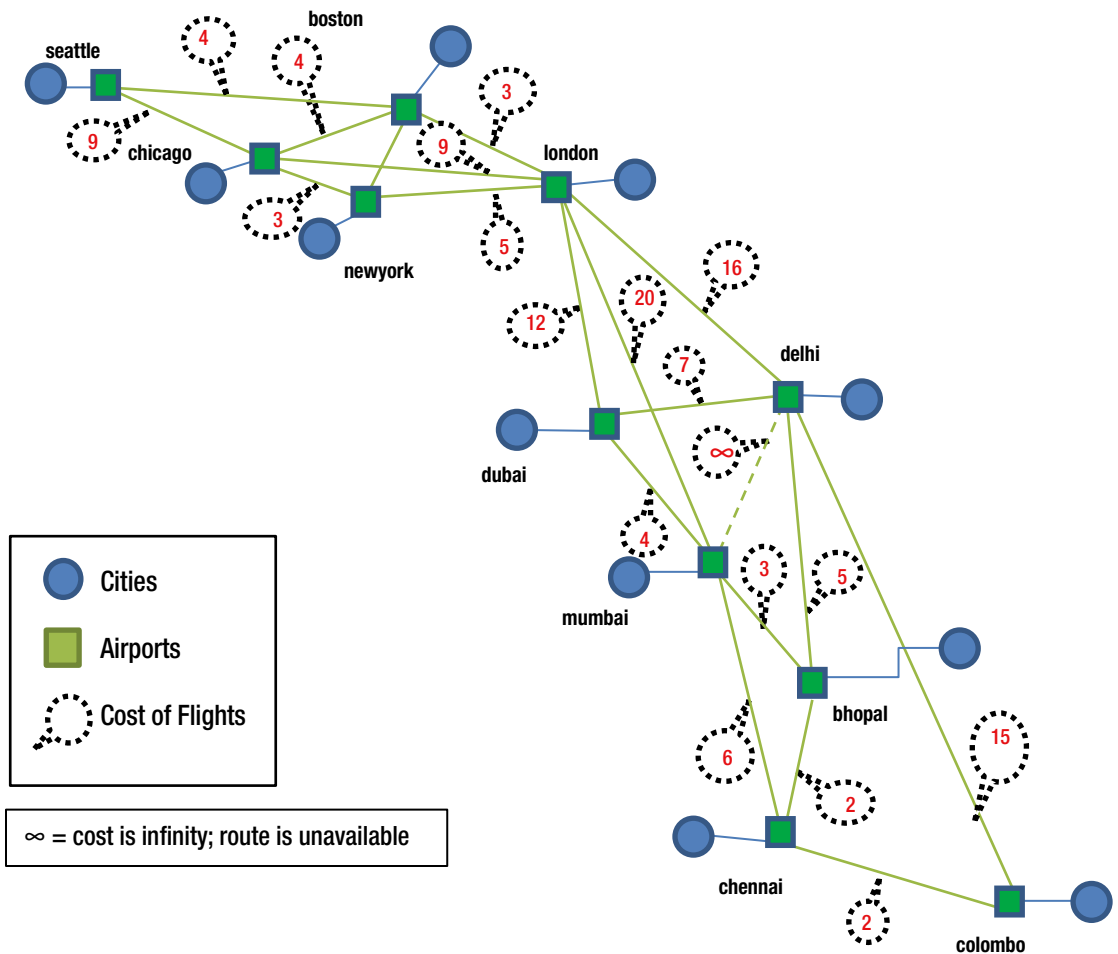 boston
seattle
4
4
3
9
chicago
9
london
3
5
newyork
16
20
12
delhi
7
∞
dubai
4
3
5
mumbai
Cities
Airports
Cost of Flights
bhopal
15
6
2
∞ = cost is infinity; route is unavailable
chennai
2
colombo